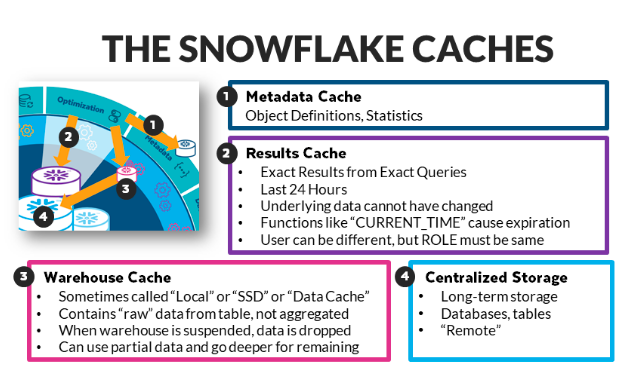 THE SNOWFLAKE CACHES
Optimization
Metadata
1
2
3
4
1 Metadata Cache
Object Definitions, Statistics
2 Results Cache
• Exact Results from Exact Queries
• Last 24 Hours
• Underlying data cannot have changed
• Functions like “CURRENT_TIME” cause expiration
• User can be different, but ROLE must be same
3 Warehouse Cache
• Sometimes called “Local” or “SSD” or “Data Cache”
• Contains “raw” data from table, not aggregated
• When warehouse is suspended, data is dropped
• Can use partial data and go deeper for remaining
4 Centralized Storage
• Long-term storage
• Databases, tables
• “Remote”